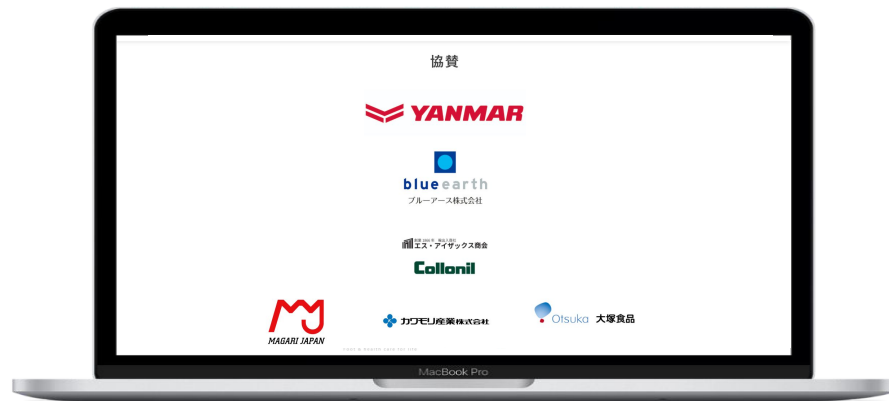 協賛
YANMAR
blueearth
ブルーアース株式会社
エス・アイザックス商会
Collonil
MAGARI JAPAN
カワモリ産業株式会社
Otsuka 大塚食品
MacBook Pro